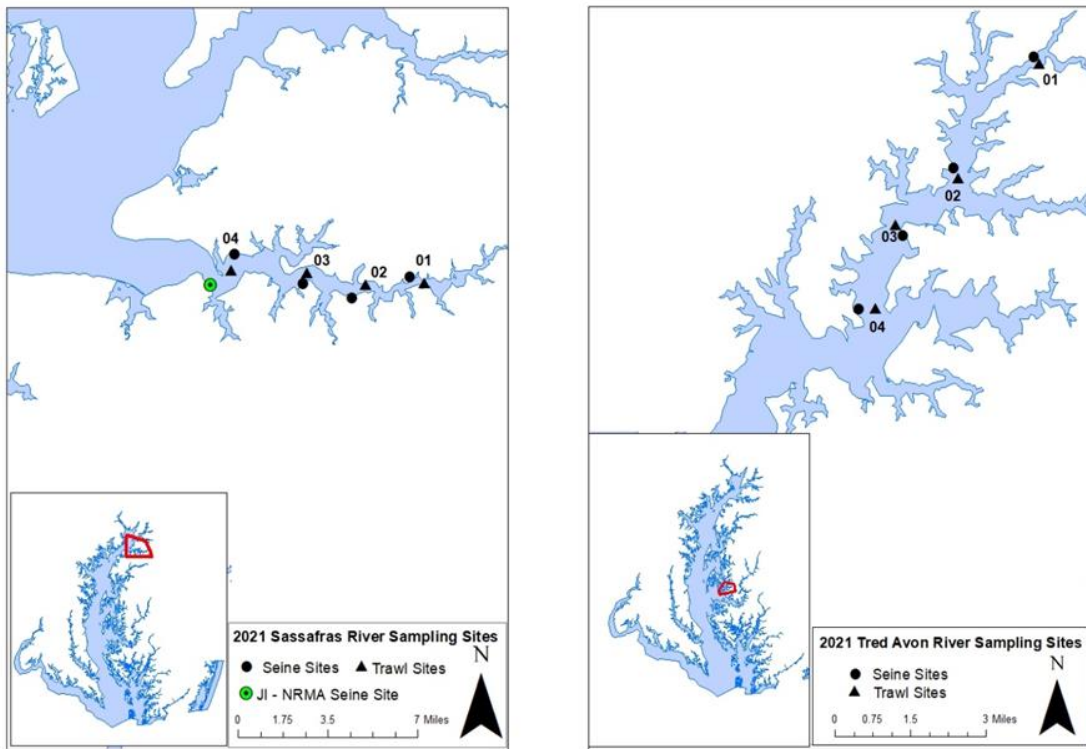 04
03
02
01
2021 Sassafras River Sampling Sites
Seine Sites Trawl Sites N
JI - NRMA Seine Site
0 1.75 3.5 7 Miles
01
02
03
04
2021 Tred Avon River Sampling Sites
Seine Sites N
Trawl Sites
0 0.75 1.5 3 Miles